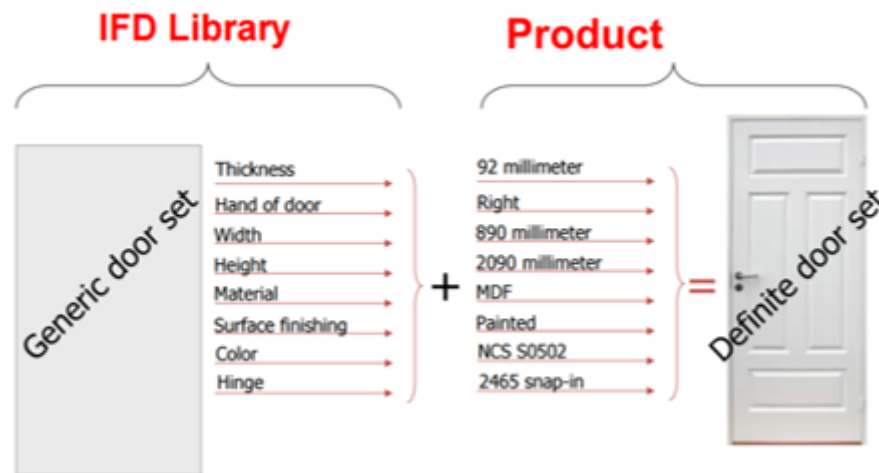 IFD Library
Product
Generic door set
Thickness
Hand of door
Width
Height
Material
Surface finishing
Color
Hinge
+
92 millimeter
Right
890 millimeter
2090 millimeter
MDF
Painted
NCS S0502
2465 snap-in
=
Definite door set